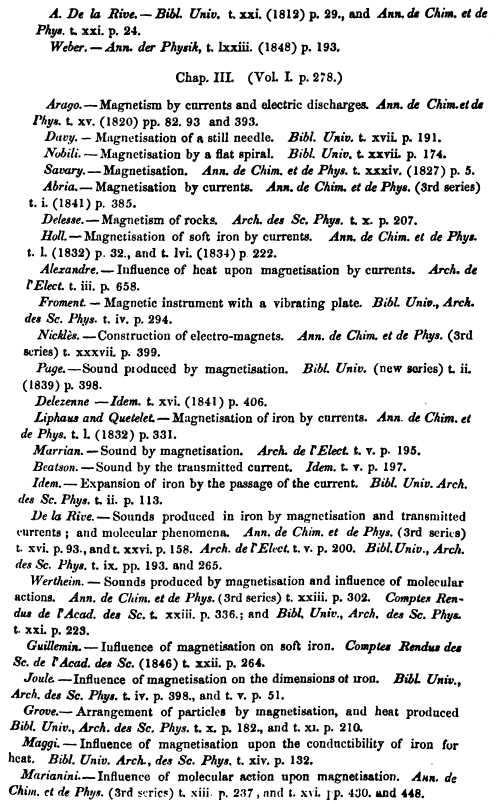 A. De la Rive.—Bibl. Univ. t. xxi. (1812) p. 29., and Ann. de Chim. et de
Phys. t. xxi. p. 24.
Weber.—Ann. der Physik, t. lxxiii. (1848) p. 193.
Chap. III. (Vol. I. p. 278.)
Arago.—Magnetism by currents and electric discharges. Ann. de Chim. et de
Phys. t. xv. (1820) pp. 82. 93 and 393.
Davy.—Magnetisation of a still needle. Bibl. Univ. t. xvii. p. 191.
Nobili.—Magnetisation by a flat spiral. Bibl. Univ. t. xxvii. p. 174.
Savary.—Magnetisation. Ann. de Chim. et de Phys. t. xxxiv. (1827) p. 5.
Abria.—Magnetisation by currents. Ann. de Chim. et de Phys. (3rd series)
t. i. (1841) p. 385.
Delesse.—Magnetism of rocks. Arch. des Sc. Phys. t. x. p. 207.
Holl.—Magnetisation of soft iron by currents. Ann. de Chim. et de Phys.
t. l. (1832) p. 32., and t. lvi. (1834) p. 222.
Alexandre.—Influence of heat upon magnetisation by currents. Arch. de
l'Elect. t. iii. p. 658.
Froment.—Magnetic instrument with a vibrating plate. Bibl. Univ., Arch.
des Sc. Phys. t. iv. p. 294.
Nicklès.—Construction of electro-magnets. Ann. de Chim. et de Phys. (3rd
series) t. xxxvii. p. 399.
Page.—Sound produced by magnetisation. Bibl. Univ. (new series) t. ii.
(1839) p. 398.
Delezenne—Idem. t. xvi. (1841) p. 406.
Liphaus and Quetelet.—Magnetisation of iron by currents. Ann. de Chim. et
de Phys. t. l. (1832) p. 331.
Marrian.—Sound by magnetisation. Arch. de l'Elect. t. v. p. 195.
Beatson.—Sound by the transmitted current. Idem. t. v. p. 197.
Idem.—Expansion of iron by the passage of the current. Bibl. Univ. Arch.
des Sc. Phys. t. ii. p. 113.
De la Rive.—Sounds produced in iron by magnetisation and transmitted
currents; and molecular phenomena. Ann. de Chim. et de Phys. (3rd series)
t. xvi. p. 93., and t. xxvi. p. 158. Arch. de l'Elect. t. v. p. 200. Bibl. Univ., Arch.
des Sc. Phys. t. ix. pp. 193. and 265.
Wertheim.—Sounds produced by magnetisation and influence of molecular
actions. Ann. de Chim. et de Phys. (3rd series) t. xxiii. p. 302. Comptes Ren-
dus de l'Acad. des Sc. t. xxiii. p. 336.; and Bibl. Univ., Arch. des Sc. Phys.
t. xxi. p. 223.
Guillemin.—Influence of magnetisation on soft iron. Comptes Rendus des
Sc. de l'Acad. des Sc. (1846) t. xxii. p. 264.
Joule.—Influence of magnetisation on the dimensions of iron. Bibl. Univ.,
Arch. des Sc. Phys. t. iv. p. 398., and t. v. p. 51.
Grove.—Arrangement of particles by magnetisation, and heat produced
Bibl. Univ., Arch. des Sc. Phys. t. x. p. 182., and t. xi. p. 210.
Maggi.—Influence of magnetisation upon the conductibility of iron for
heat. Bibl. Univ. Arch., des Sc. Phys. t. xiv. p. 132.
Marianini.—Influence of molecular action upon magnetisation. Ann. de
Chim. et de Phys. (3rd series) t. xiii. p. 237, and t. xvi. pp. 430. and 448.